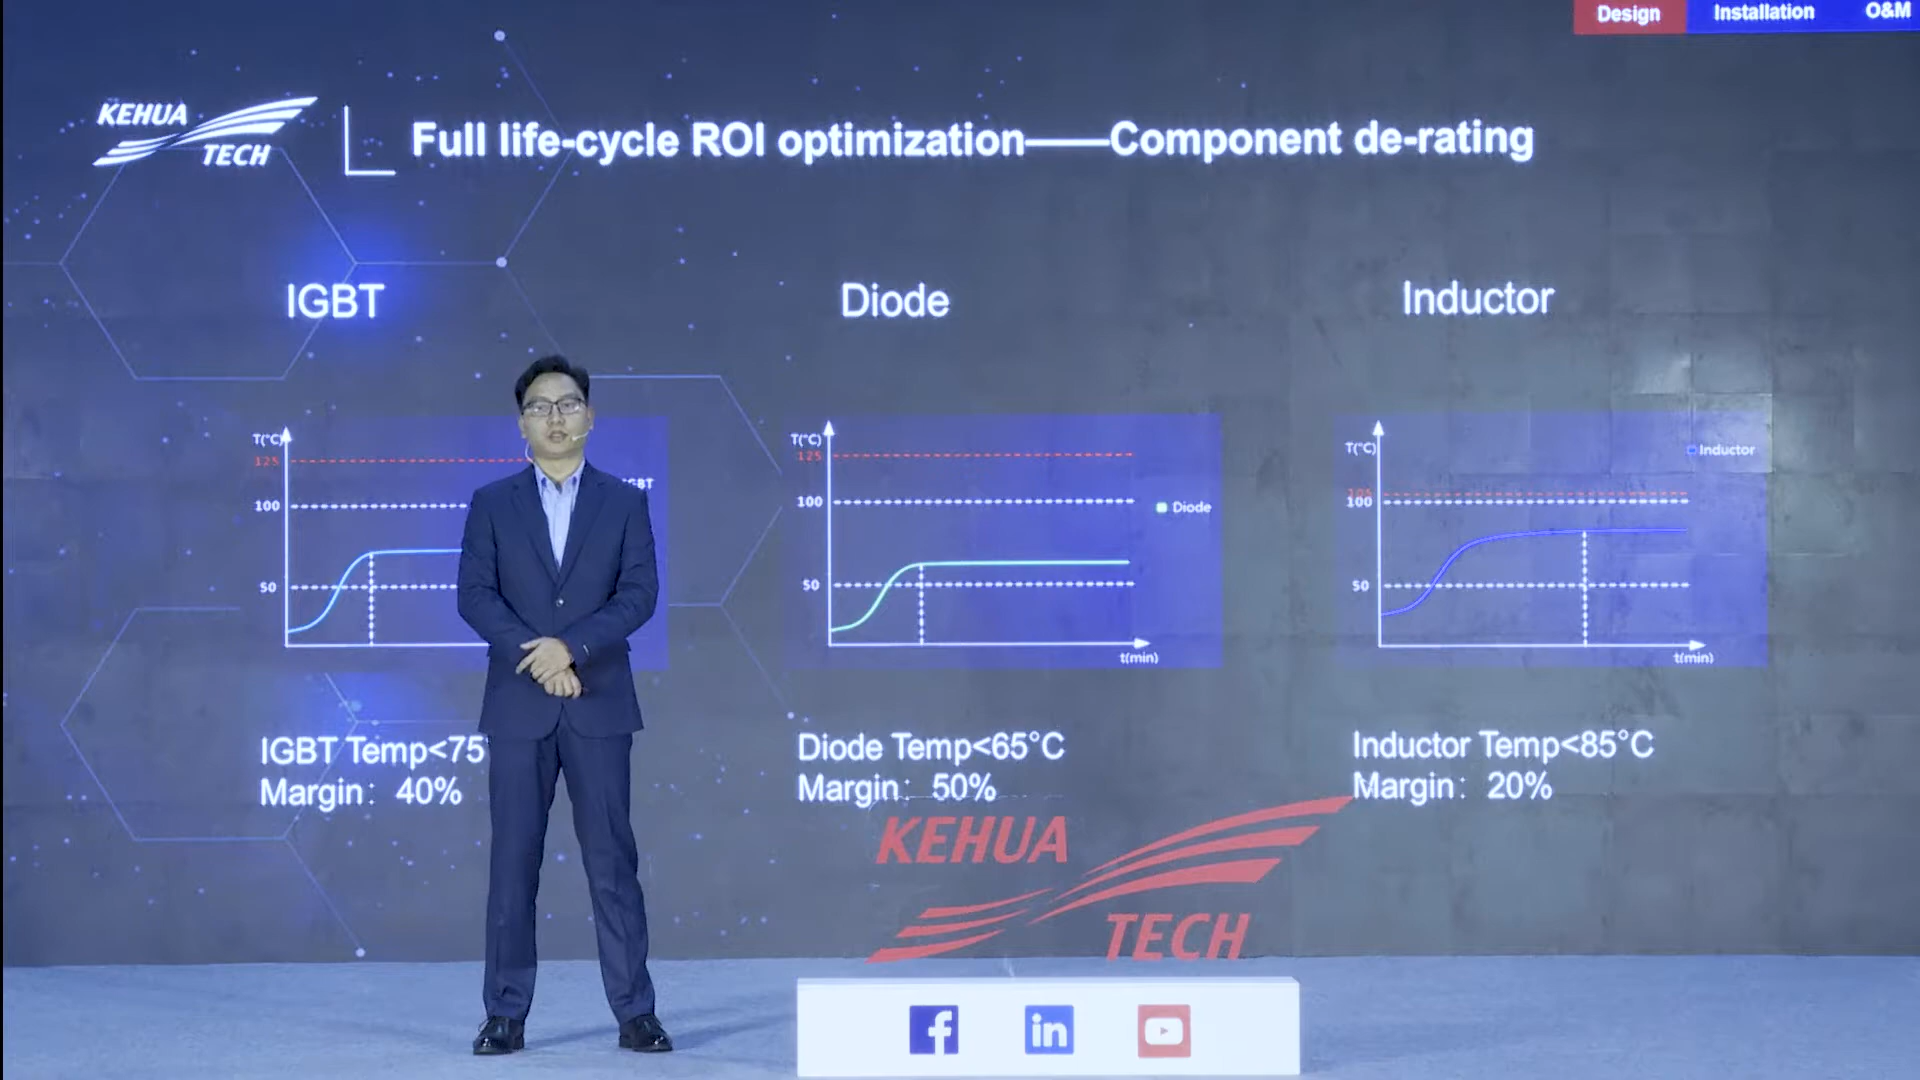 Design Installation O&M
KEHUA
TECH
Full life-cycle ROI optimization——Component de-rating
IGBT
T(°C)
125
100
50
IGBT Temp<75
Margin：40%
Diode
T(°C)
125
100
50
Diode
t(min)
Diode Temp<65°C
Margin：50%
Inductor
T(°C)
105
100
50
Inductor
t(min)
Inductor Temp<85°C
Margin：20%
KEHUA
TECH
f in